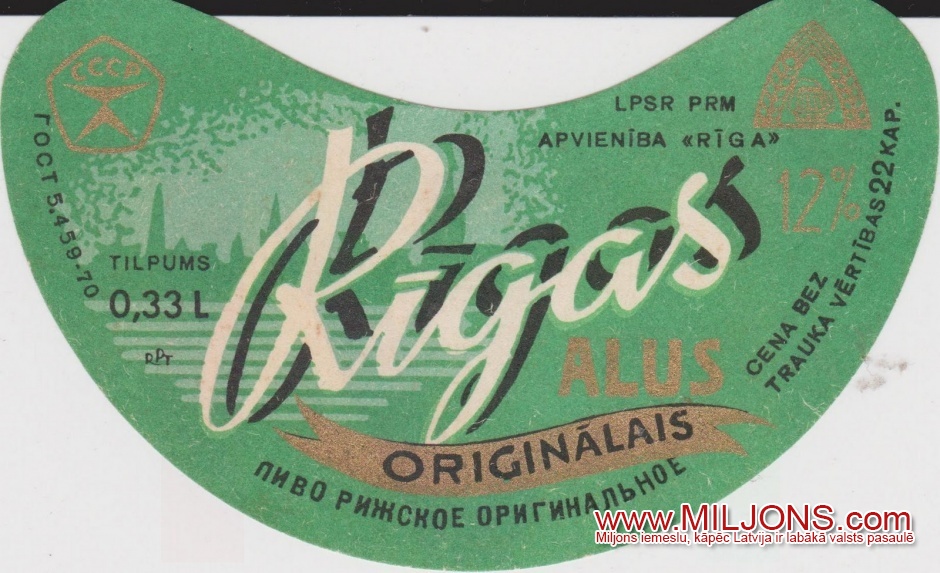 СССР
ГОСТ 5.459-70
LPSR PRM
APVIENĪBA «RĪGA»
12%
TILPUMS
0,33 L
RPT
Rīgas
ALUS
ORIGINĀLAIS
ПИВО РИЖСКОЕ ОРИГИНАЛЬНОЕ
CENA BEZ
TRAUKA VĒRTĪBAS 22 KAP.
www.MILJONS.com
Miljons iemeslu, kāpēc Latvija ir labākā valsts pasaulē